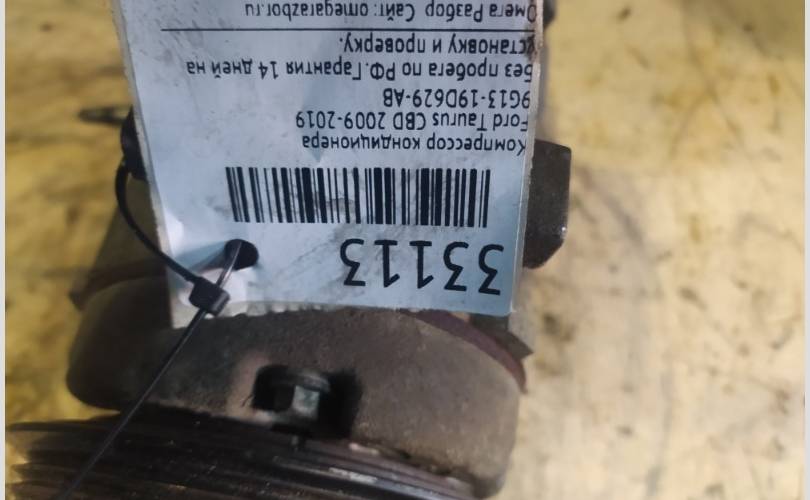 33113
Компрессор кондиционера
Ford Taurus CBD 2009-2019
9G13-19D629-AB
Без пробега по РФ.Гарантия 14 дней на
установку и проверку.
Омега Разбор Сайт: omegarazbor.ru